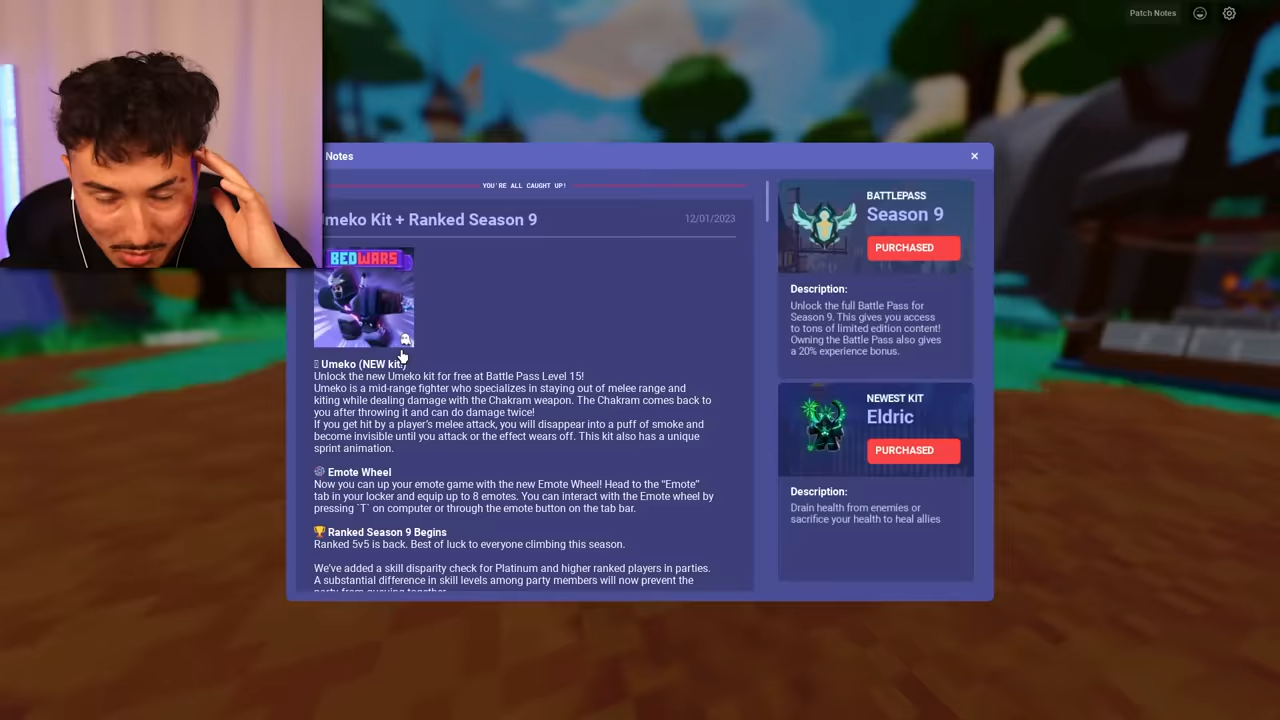 Patch Notes
Notes
YOU'RE ALL CAUGHT UP!
meko Kit + Ranked Season 9
12/01/2023
BEDWARS
Umeko (NEW kit)
Unlock the new Umeko kit for free at Battle Pass Level 15!
Umeko is a mid-range fighter who specializes in staying out of melee range and
kiting while dealing damage with the Chakram weapon. The Chakram comes back to
you after throwing it and can do damage twice!
If you get hit by a player's melee attack, you will disappear into a puff of smoke and
become invisible until you attack or the effect wears off. This kit also has a unique
sprint animation.
Emote Wheel
Now you can up your emote game with the new Emote Wheel! Head to the "Emote"
tab in your locker and equip up to 8 emotes. You can interact with the Emote wheel by
pressing `T` on computer or through the emote button on the tab bar.
🏆 Ranked Season 9 Begins
Ranked 5v5 is back. Best of luck to everyone climbing this season.
We've added a skill disparity check for Platinum and higher ranked players in parties.
A substantial difference in skill levels among party members will now prevent the
party from queuing together
BATTLEPASS
Season 9
PURCHASED
Description:
Unlock the full Battle Pass for
Season 9. This gives you access
to tons of limited edition content!
Owning the Battle Pass also gives
a 20% experience bonus.
NEWEST KIT
Eldric
PURCHASED
Description:
Drain health from enemies or
sacrifice your health to heal allies